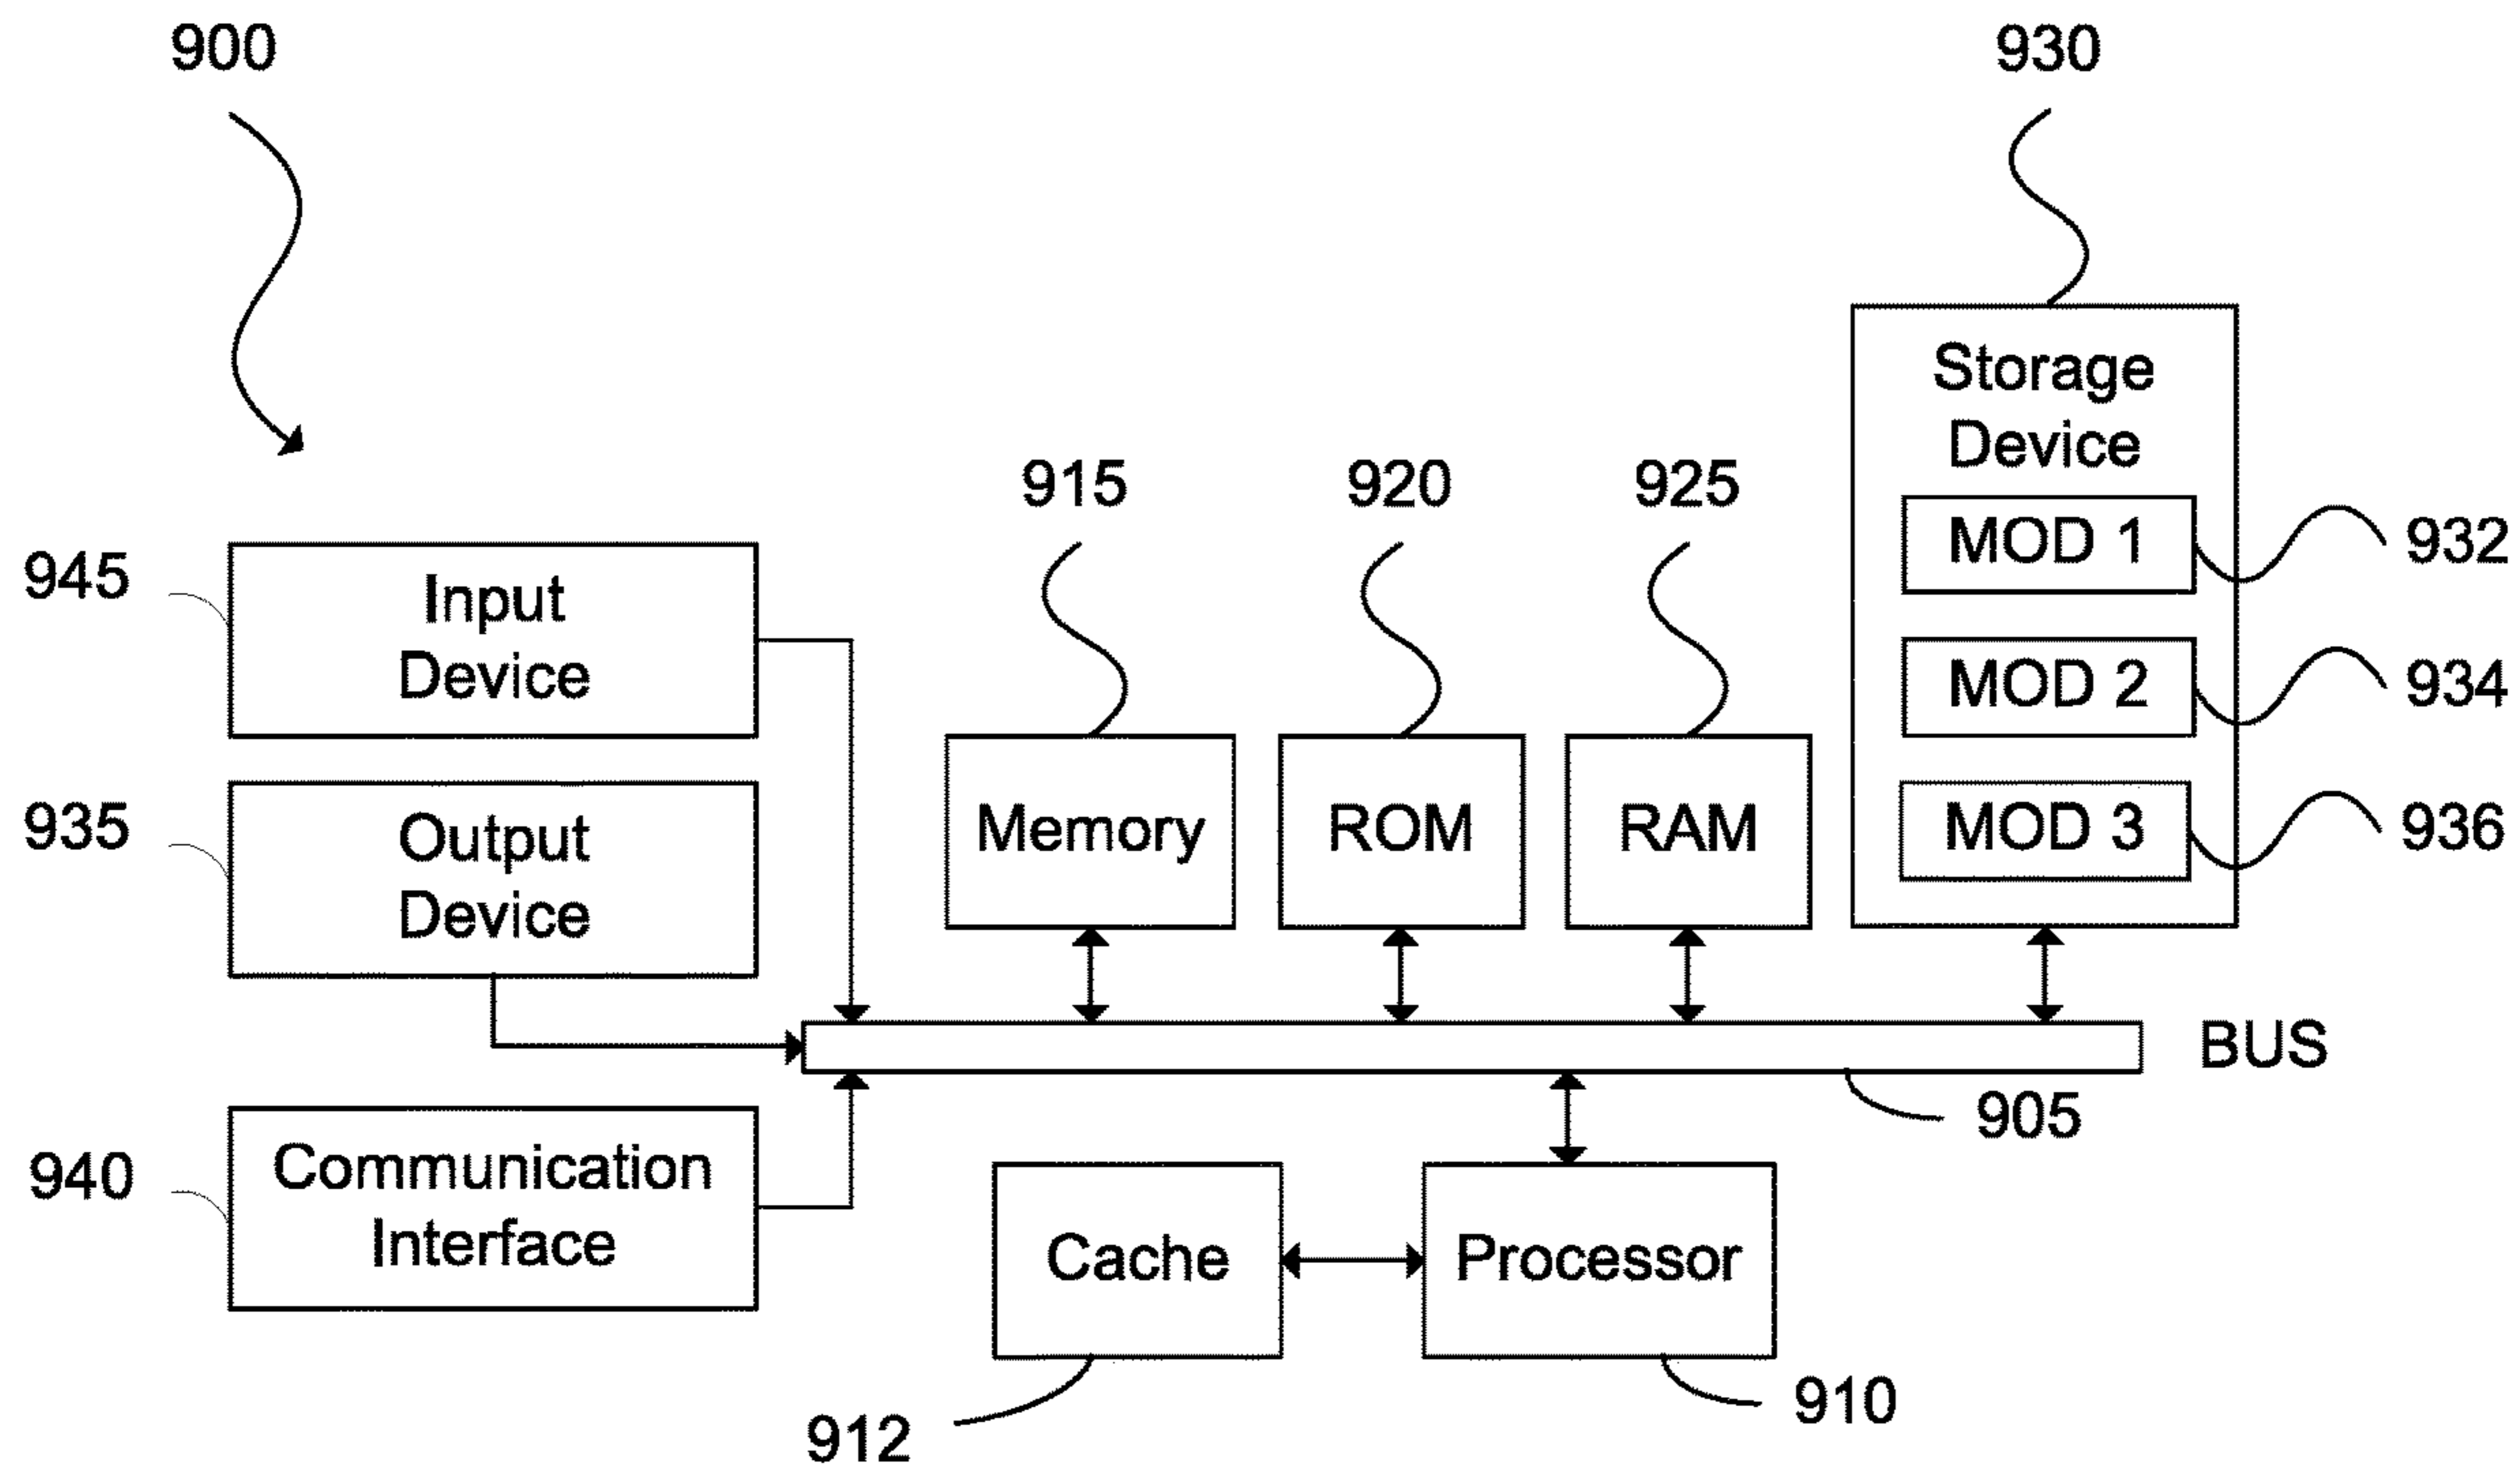 900
930
Storage
Device
915
920
925
MOD 1
932
945
Input
Device
MOD 2
934
935
Output
Device
Memory
ROM
RAM
MOD 3
936
BUS
905
940
Communication
Interface
Cache
Processor
910
912